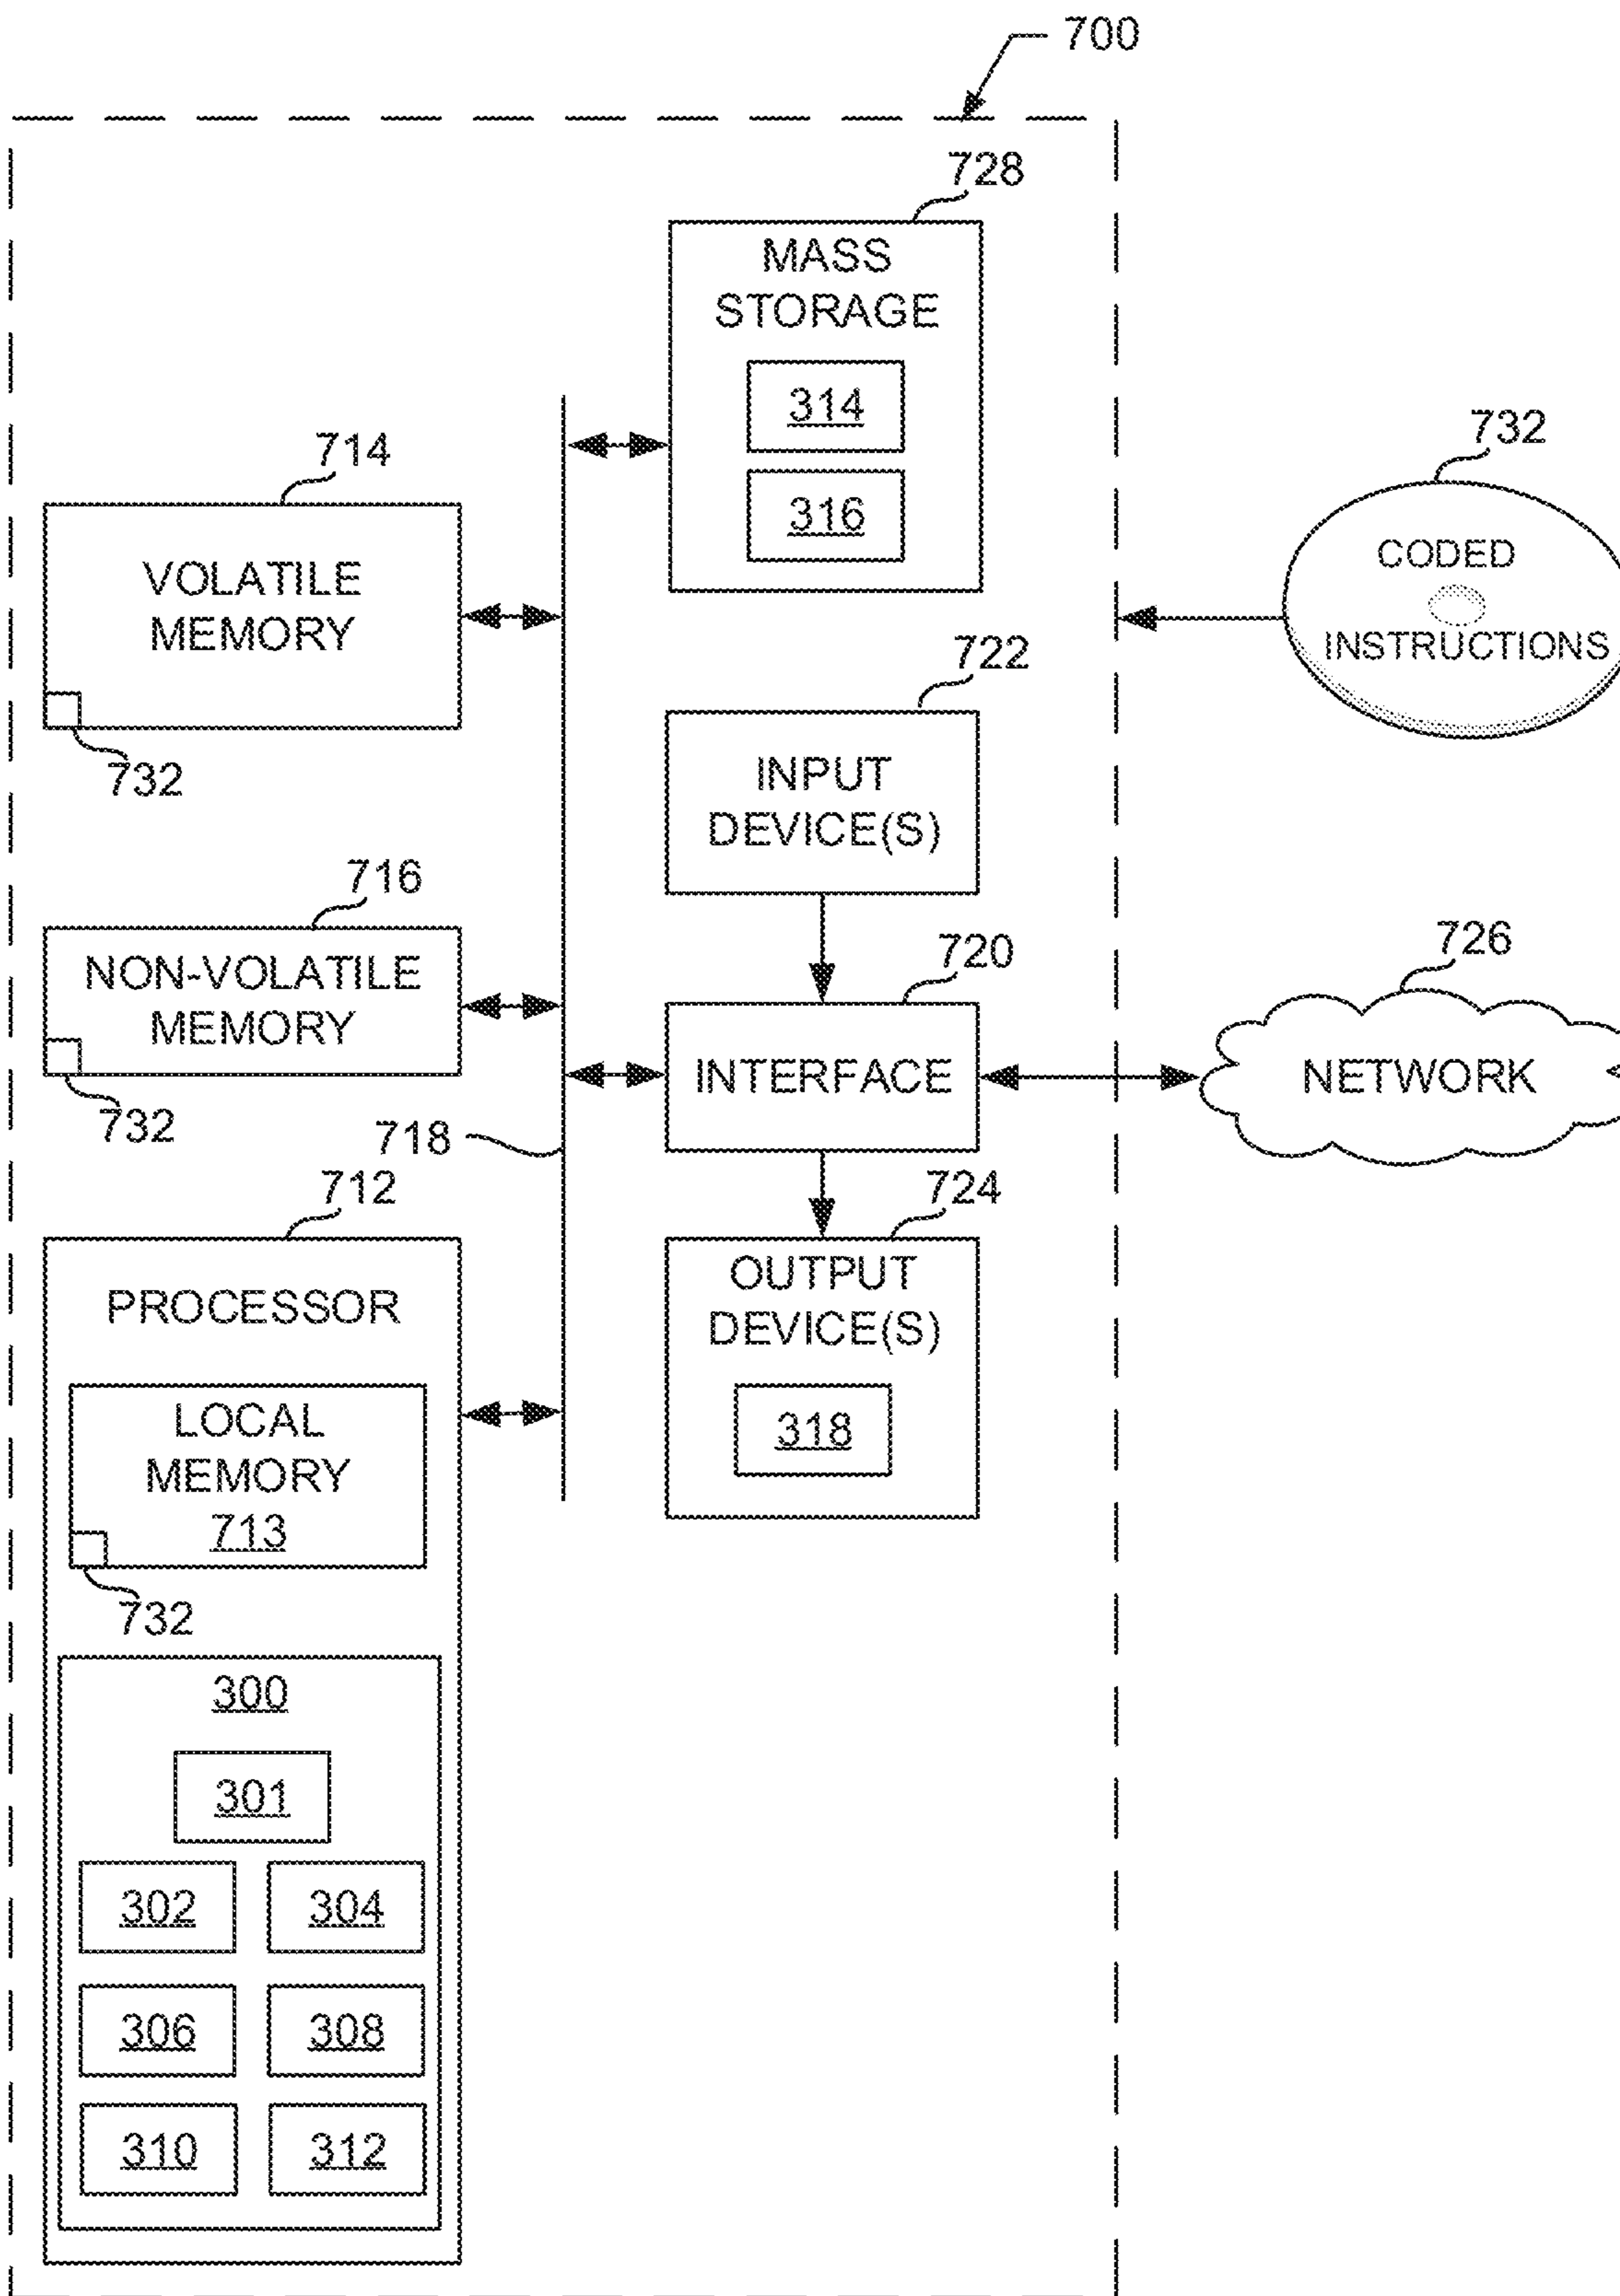 700
728
MASS
STORAGE
314
316
714
VOLATILE
MEMORY
732
732
CODED
INSTRUCTIONS
722
INPUT
DEVICE(S)
716
NON-VOLATILE
MEMORY
732
720
INTERFACE
726
NETWORK
718
712
PROCESSOR
LOCAL
MEMORY
713
732
724
OUTPUT
DEVICE(S)
318
300
301
302 304
306 308
310 312